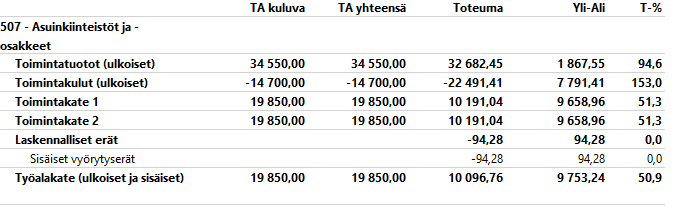 TA kuluva TA yhteensä Toteuma Yli-Ali T-%
507 - Asuinkiinteistöt ja -
osakkeet
Toimintatuotot (ulkoiset) 34 550,00 34 550,00 32 682,45 1 867,55 94,6
Toimintakulut (ulkoiset) -14 700,00 -14 700,00 -22 491,41 7 791,41 153,0
Toimintakate 1 19 850,00 19 850,00 10 191,04 9 658,96 51,3
Toimintakate 2 19 850,00 19 850,00 10 191,04 9 658,96 51,3
Laskennalliset erät -94,28 94,28 0,0
Sisäiset vyörytyserät -94,28 94,28 0,0
Työalakate (ulkoiset ja sisäiset) 19 850,00 19 850,00 10 096,76 9 753,24 50,9